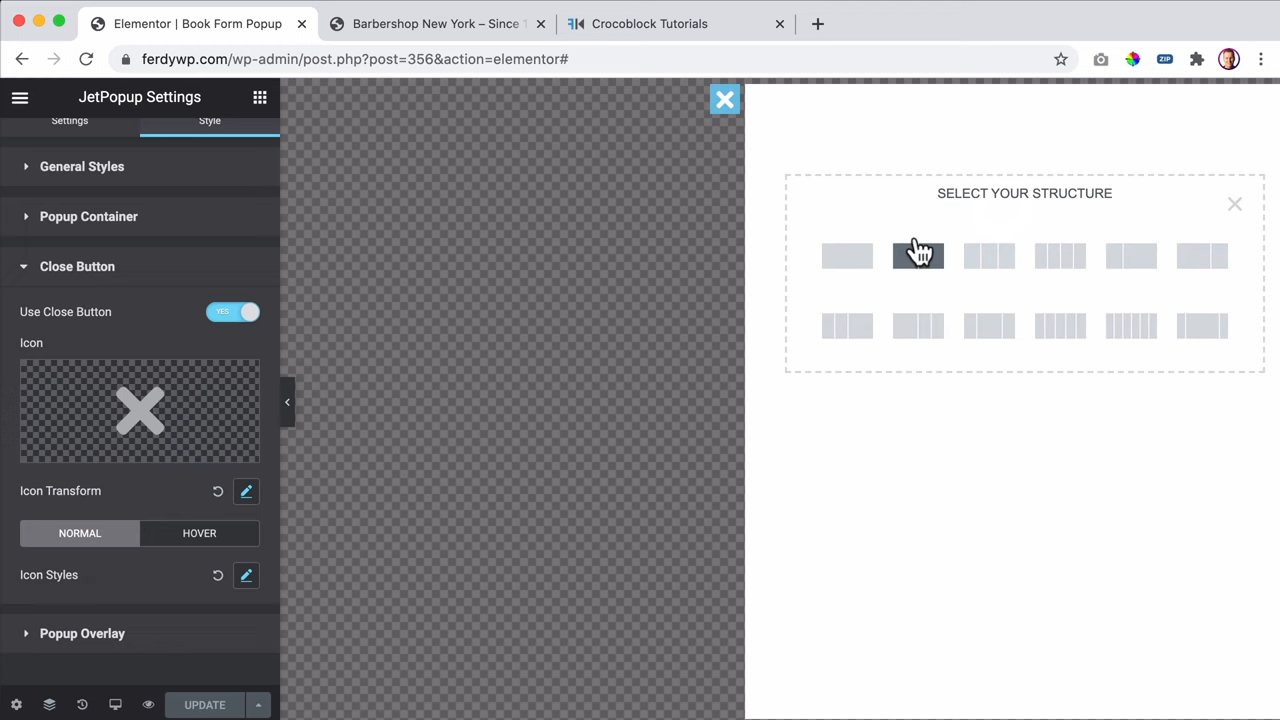 Elementor | Book Form Popup
Barbershop New York – Since 1
Crocoblock Tutorials
ferdywp.com/wp-admin/post.php?post=356&action=elementor#
ZIP
JetPopup Settings
Settings
Style
General Styles
Popup Container
Close Button
Use Close Button
YES
Icon
Icon Transform
NORMAL
HOVER
Icon Styles
Popup Overlay
UPDATE
SELECT YOUR STRUCTURE